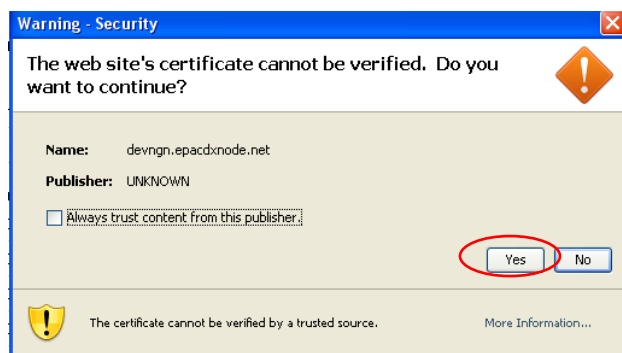 Warning - Security
The web site's certificate cannot be verified.  Do you
want to continue?
Name: devngn.epacdxnode.net
Publisher: UNKNOWN
Always trust content from this publisher.
Yes No
The certificate cannot be verified by a trusted source. More Information...